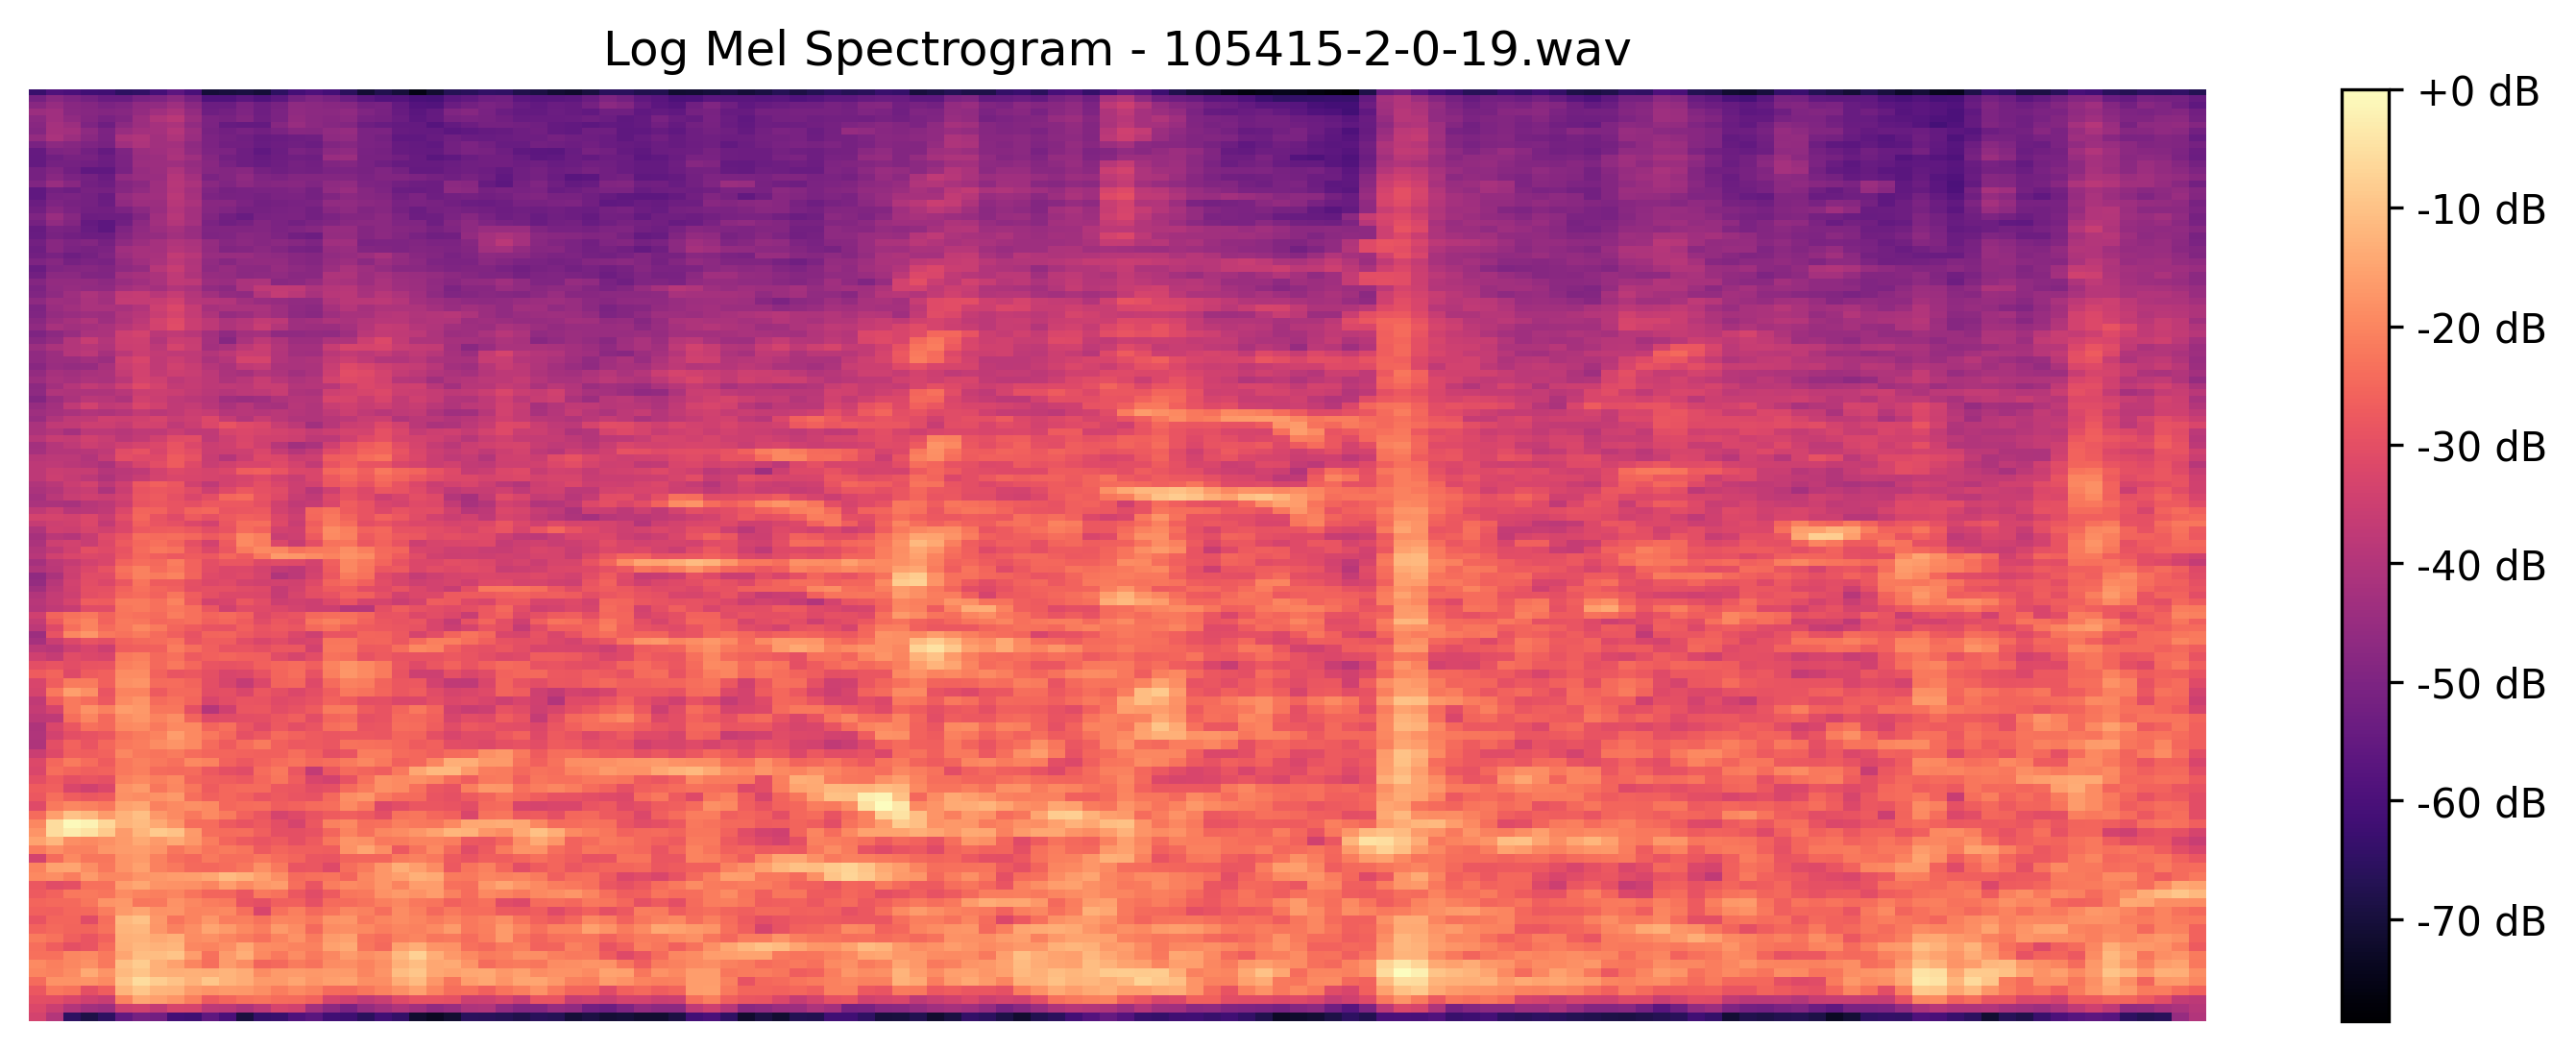 Log Mel Spectrogram - 105415-2-0-19.wav
+0 dB
-10 dB
-20 dB
-30 dB
-40 dB
-50 dB
-60 dB
-70 dB